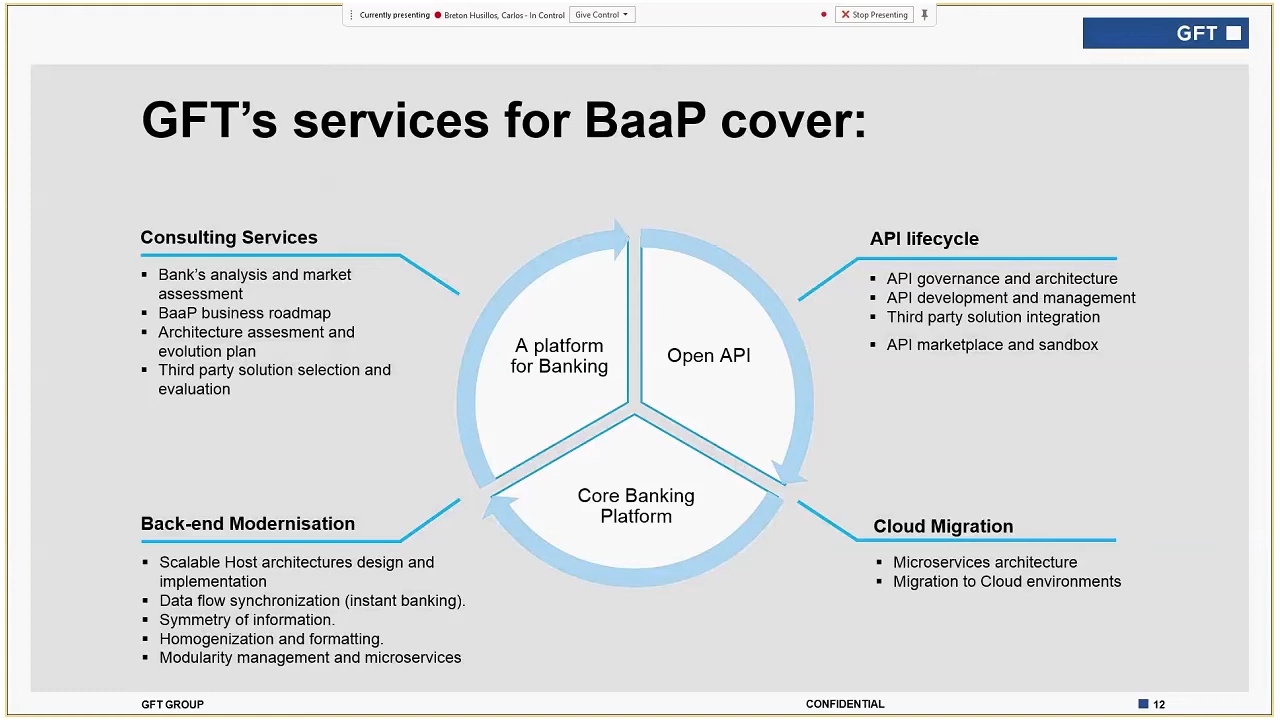 Currently presenting Breton Husillos, Carlos - In Control Give Control Stop Presenting
GFT
GFT’s services for BaaP cover:
Consulting Services
▪ Bank’s analysis and market
assessment
▪ BaaP business roadmap
▪ Architecture assesment and
evolution plan
▪ Third party solution selection and
evaluation
API lifecycle
▪ API governance and architecture
▪ API development and management
▪ Third party solution integration
▪ API marketplace and sandbox
A platform
for Banking
Open API
Core Banking
Platform
Back-end Modernisation
▪ Scalable Host architectures design and
implementation
▪ Data flow synchronization (instant banking).
▪ Symmetry of information.
▪ Homogenization and formatting.
▪ Modularity management and microservices
Cloud Migration
▪ Microservices architecture
▪ Migration to Cloud environments
GFT GROUP
CONFIDENTIAL
12